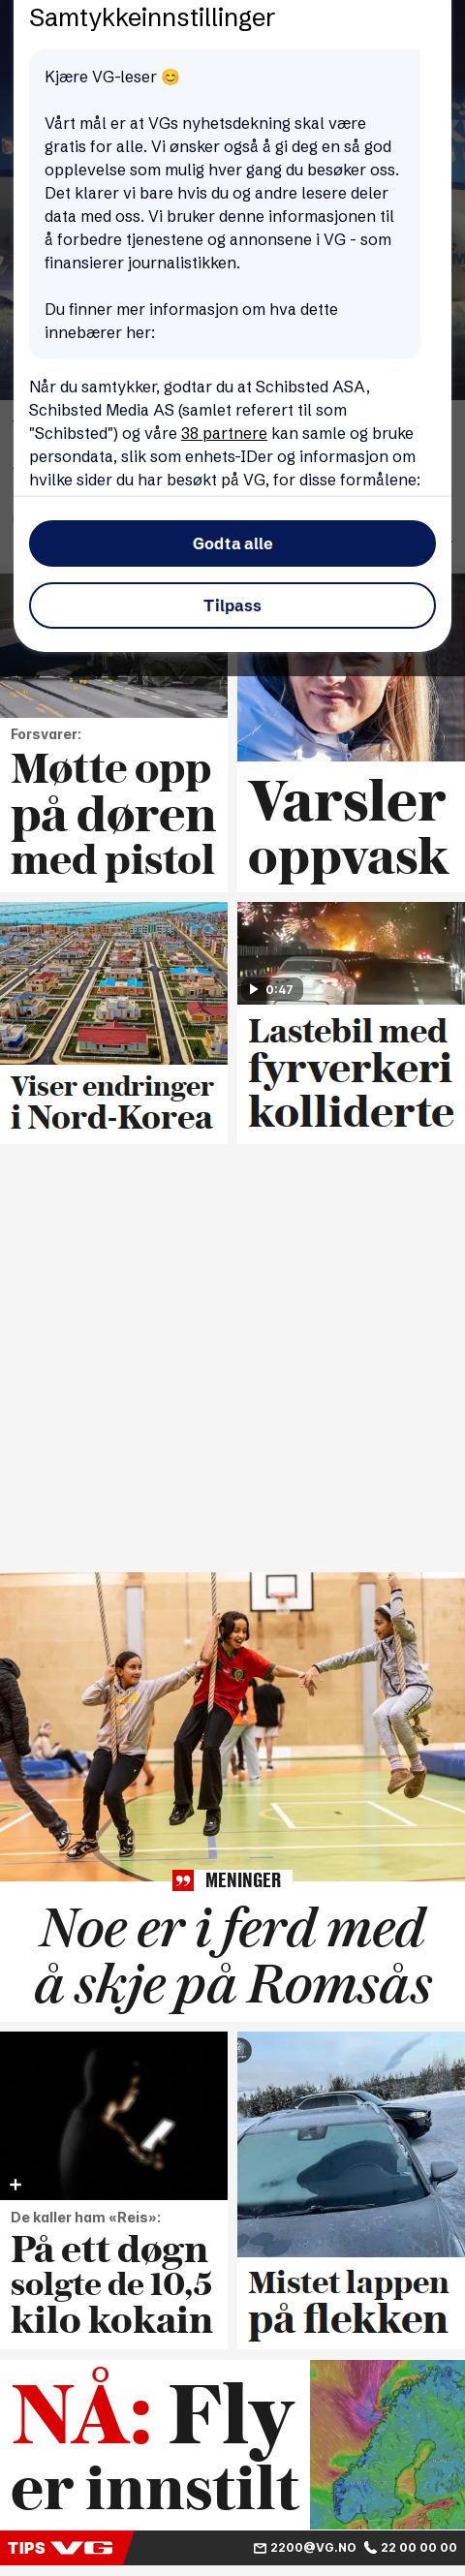 Samtykkeinnstillinger
Kjære VG-leser 😊
Vårt mål er at VGs nyhetsdekning skal være
gratis for alle. Vi ønsker også å gi deg en så god
opplevelse som mulig hver gang du besøker oss.
Det klarer vi bare hvis du og andre lesere deler
data med oss. Vi bruker denne informasjonen til
å forbedre tjenestene og annonsene i VG - som
finansierer journalistikken.
Du finner mer informasjon om hva dette
innebærer her:
Når du samtykker, godtar du at Schibsted ASA,
Schibsted Media AS (samlet referert til som
"Schibsted") og våre 38 partnere kan samle og bruke
persondata, slik som enhets-IDer og informasjon om
hvilke sider du har besøkt på VG, for disse formålene:
Godta alle
Tilpass
Forsvarer:
Møtte opp
på døren
med pistol
Varsler
oppvask
Viser endringer
i Nord-Korea
0:47
Lastebil med
fyrverkeri
kolliderte
MENINGER
Noe er i ferd med
å skje på Romsås
De kaller ham «Reis»:
På ett døgn
solgte de 10,5
kilo kokain
Mistet lappen
på flekken
NÅ: Fly
er innstilt
TIPS VG 2200@VG.NO 22 00 00 00